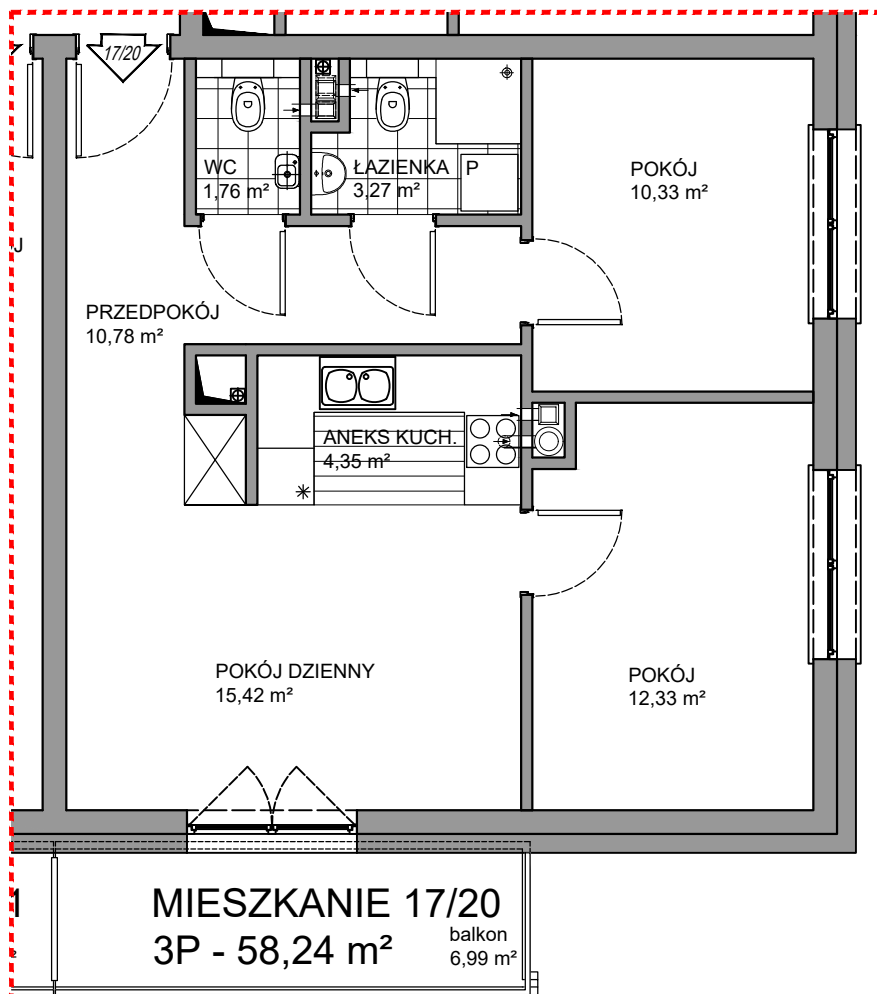 17/20
WC
1,76 m²
ŁAZIENKA
3,27 m²
P
POKÓJ
10,33 m²
J
PRZEDPOKÓJ
10,78 m²
ANEKS KUCH.
4,35 m²
POKÓJ DZIENNY
15,42 m²
POKÓJ
12,33 m²
1
MIESZKANIE 17/20
3P - 58,24 m²
balkon
6,99 m²